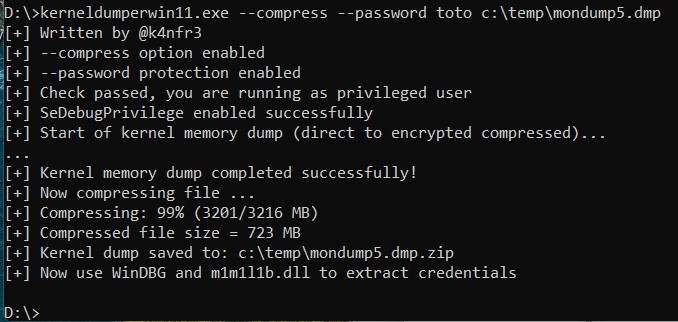 D:\>kerneldumperwin11.exe --compress --password toto c:\temp\mondump5.dmp
[+] Written by @k4nfr3
[+] --compress option enabled
[+] --password protection enabled
[+] Check passed, you are running as privileged user
[+] SeDebugPrivilege enabled successfully
[+] Start of kernel memory dump (direct to encrypted compressed)...
...
[+] Kernel memory dump completed successfully!
[+] Now compressing file ...
[+] Compressing: 99% (3201/3216 MB)
[+] Compressed file size = 723 MB
[+] Kernel dump saved to: c:\temp\mondump5.dmp.zip
[+] Now use WinDBG and m1m1l1b.dll to extract credentials
D:\>